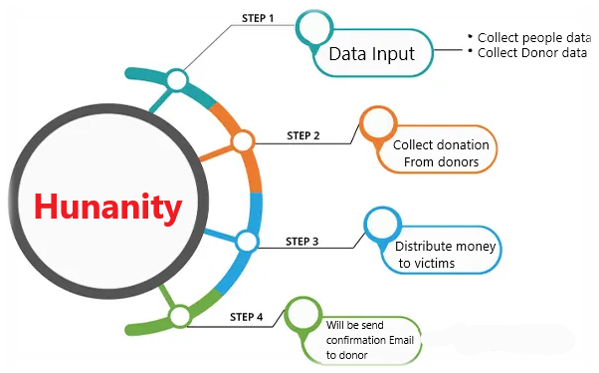 STEP 1
Data Input
• Collect people data
• Collect Donor data
STEP 2
Collect donation
From donors
Hunanity
STEP 3
Distribute money
to victims
STEP 4
Will be send
confirmation Email
to donor